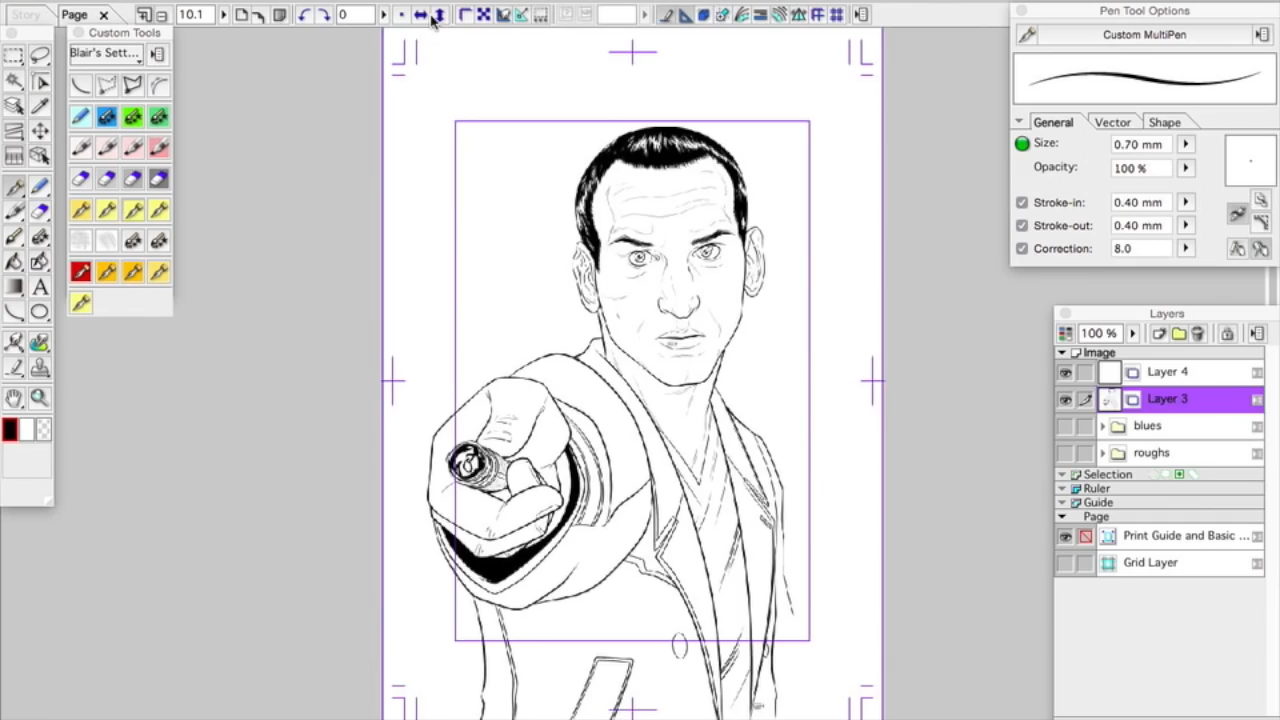 Story
Page
10.1
0
Custom Tools
Blair's Sett...
Pen Tool Options
Custom MultiPen
General
Vector
Shape
Size:
0.70 mm
Opacity:
100 %
Stroke-in:
0.40 mm
Stroke-out:
0.40 mm
Correction:
8.0
Layers
100 %
Image
Layer 4
Layer 3
blues
roughs
Selection
Ruler
Guide
Page
Print Guide and Basic ...
Grid Layer
A